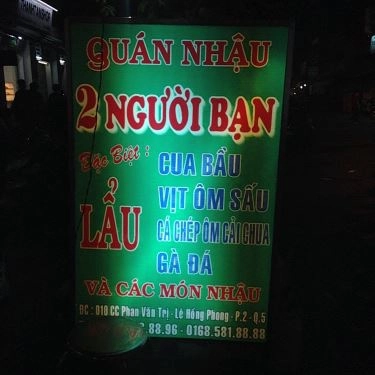 QUÁN NHẬU
2 NGƯỜI BẠN
Đặc Biệt :
LẨU
CUA BẦU
VỊT ÔM SẤU
CÁ CHÉP ÔM CẢI CHUA
GÀ ĐÁ
VÀ CÁC MÓN NHẬU
ĐC : 010 CC Phan Văn Trị - Lê Hồng Phong - P.2 - Q.5
8.96 - 0168.581.88.88